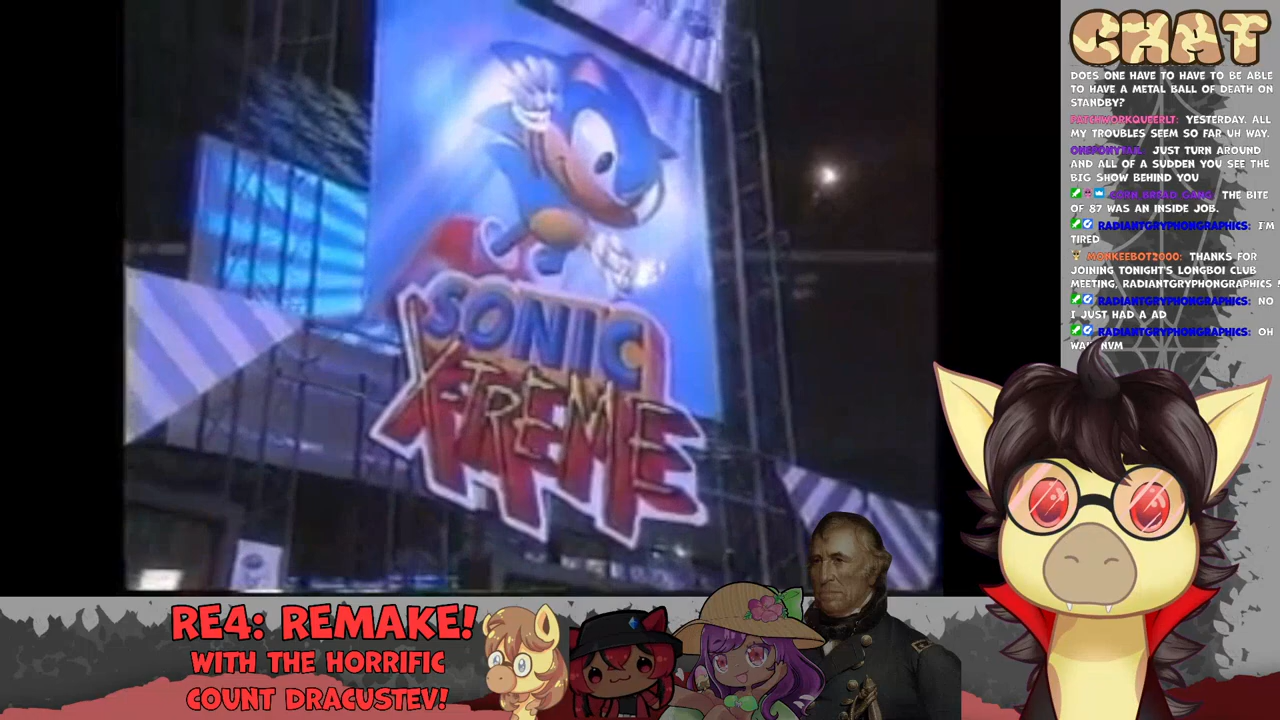 SONIC
X-TREME
CHAT
DOES ONE HAVE TO HAVE TO BE ABLE
TO HAVE A METAL BALL OF DEATH ON
STANDBY?
PATCHWORKQUEERLT: YESTERDAY. ALL
MY TROUBLES SEEM SO FAR UH WAY.
JUST TURN AROUND
AND ALL OF A SUDDEN YOU SEE THE
BIG SHOW BEHIND YOU
BREAD GANG: THE BITE
OF 87 WAS AN INSIDE JOB.
RADIANTGRYPHONGRAPHICS: I'M
TIRED
MONKEEBOT2000: THANKS FOR
JOINING TONIGHT'S LONGBOI CLUB
MEETING, RADIANTGRYPHONGRAPHICS !
RADIANTGRYPHONGRAPHICS: NO
I JUST HAD A AD
RADIANTGRYPHONGRAPHICS: OH
NVM
RE4: REMAKE!
WITH THE HORRIFIC
COUNT DRACUSTEV!